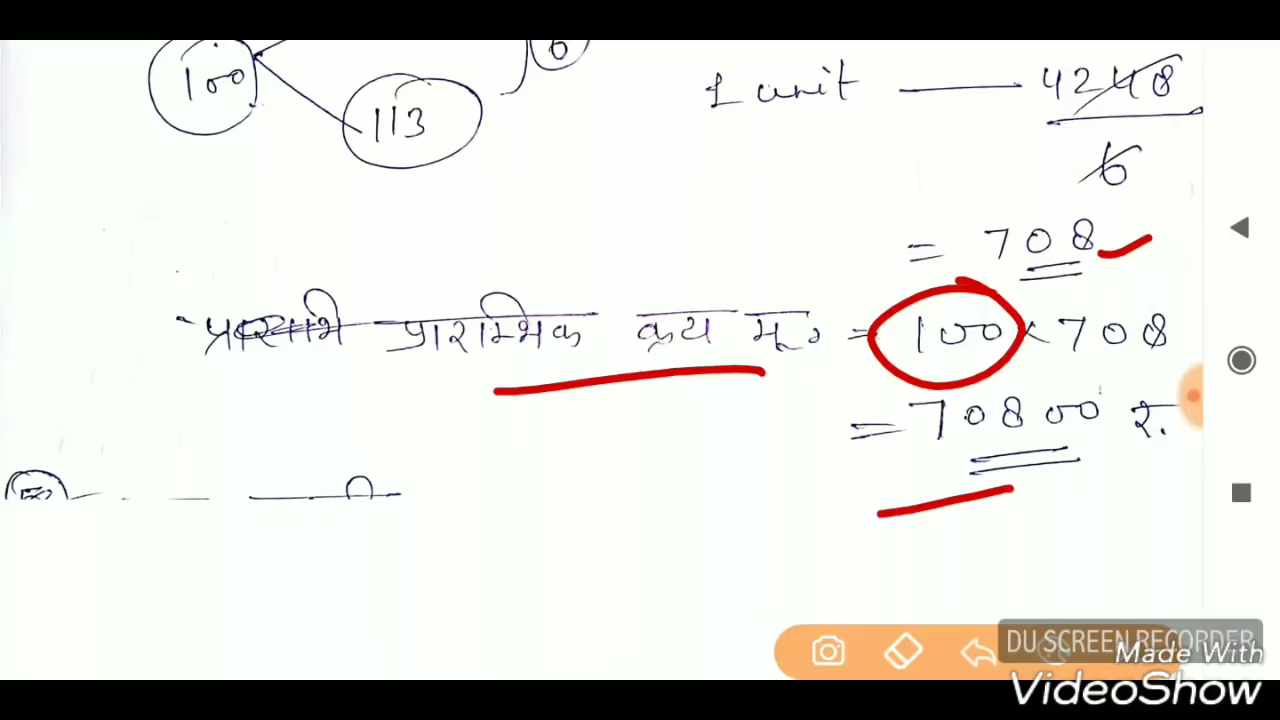 100
6
113
1 unit — 4248
6
= 708
प्रारम्भिक क्रय मू० = 100 × 708
= 70800 रु.
DU SCREEN RECORDER
Made With
VideoShow